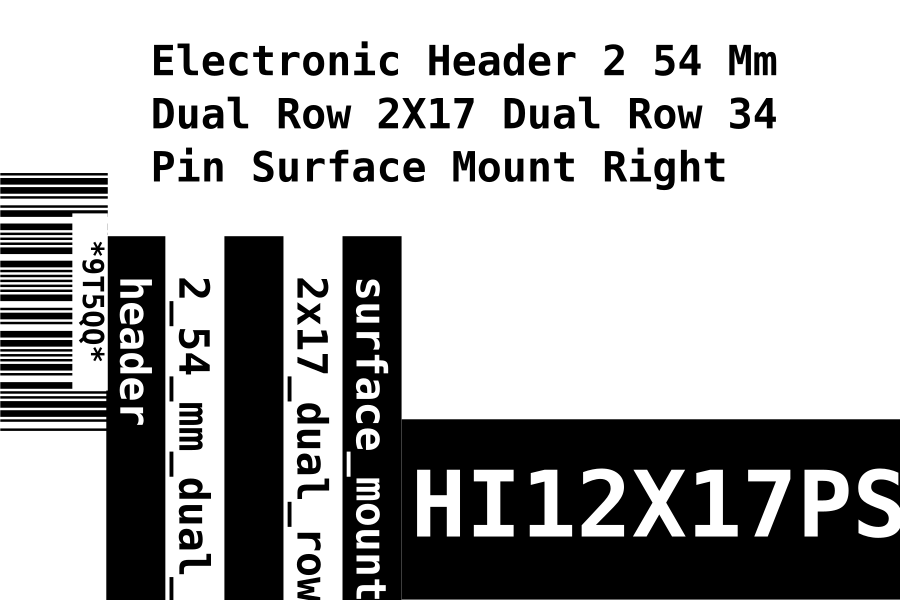 Electronic Header 2 54 Mm
Dual Row 2X17 Dual Row 34
Pin Surface Mount Right
*9T5QQ*
header
2_54_mm_dual_
2x17_dual_row
surface_mount
HI12X17PS